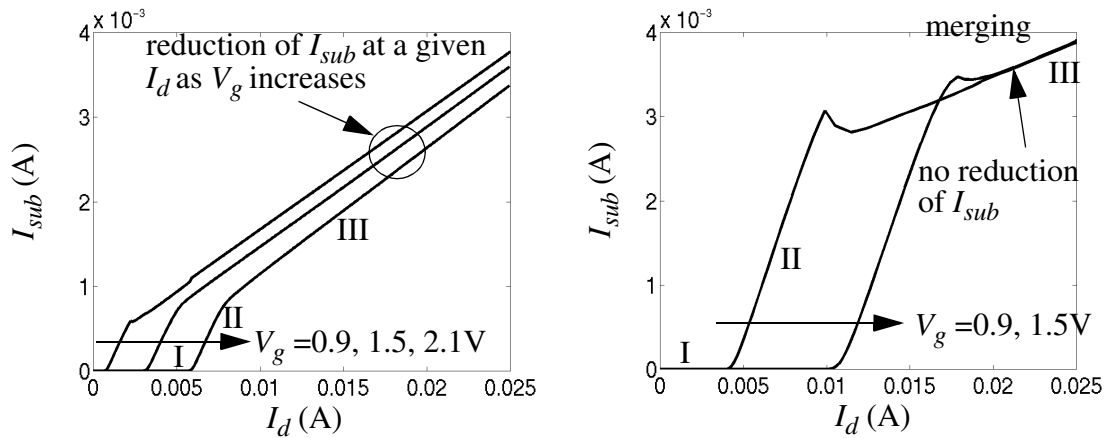 4 × 10⁻³
reduction of I_sub at a given
I_d as V_g increases
3
2
1
0
I_sub (A)
III
II
I
V_g =0.9, 1.5, 2.1V
0 0.005 0.01 0.015 0.02 0.025
I_d (A)
4 × 10⁻³
merging
III
3
no reduction
of I_sub
2
II
1
V_g =0.9, 1.5V
I
0
I_sub (A)
0 0.005 0.01 0.015 0.02 0.025
I_d (A)